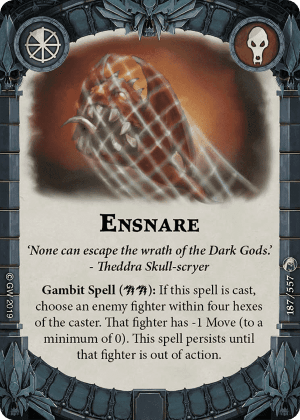 ENSNARE
‘None can escape the wrath of the Dark Gods.’
- Theddra Skull-scryer
Gambit Spell ( ): If this spell is cast,
choose an enemy fighter within four hexes
of the caster. That fighter has -1 Move (to a
minimum of 0). This spell persists until
that fighter is out of action.
© GW 2019
187/557